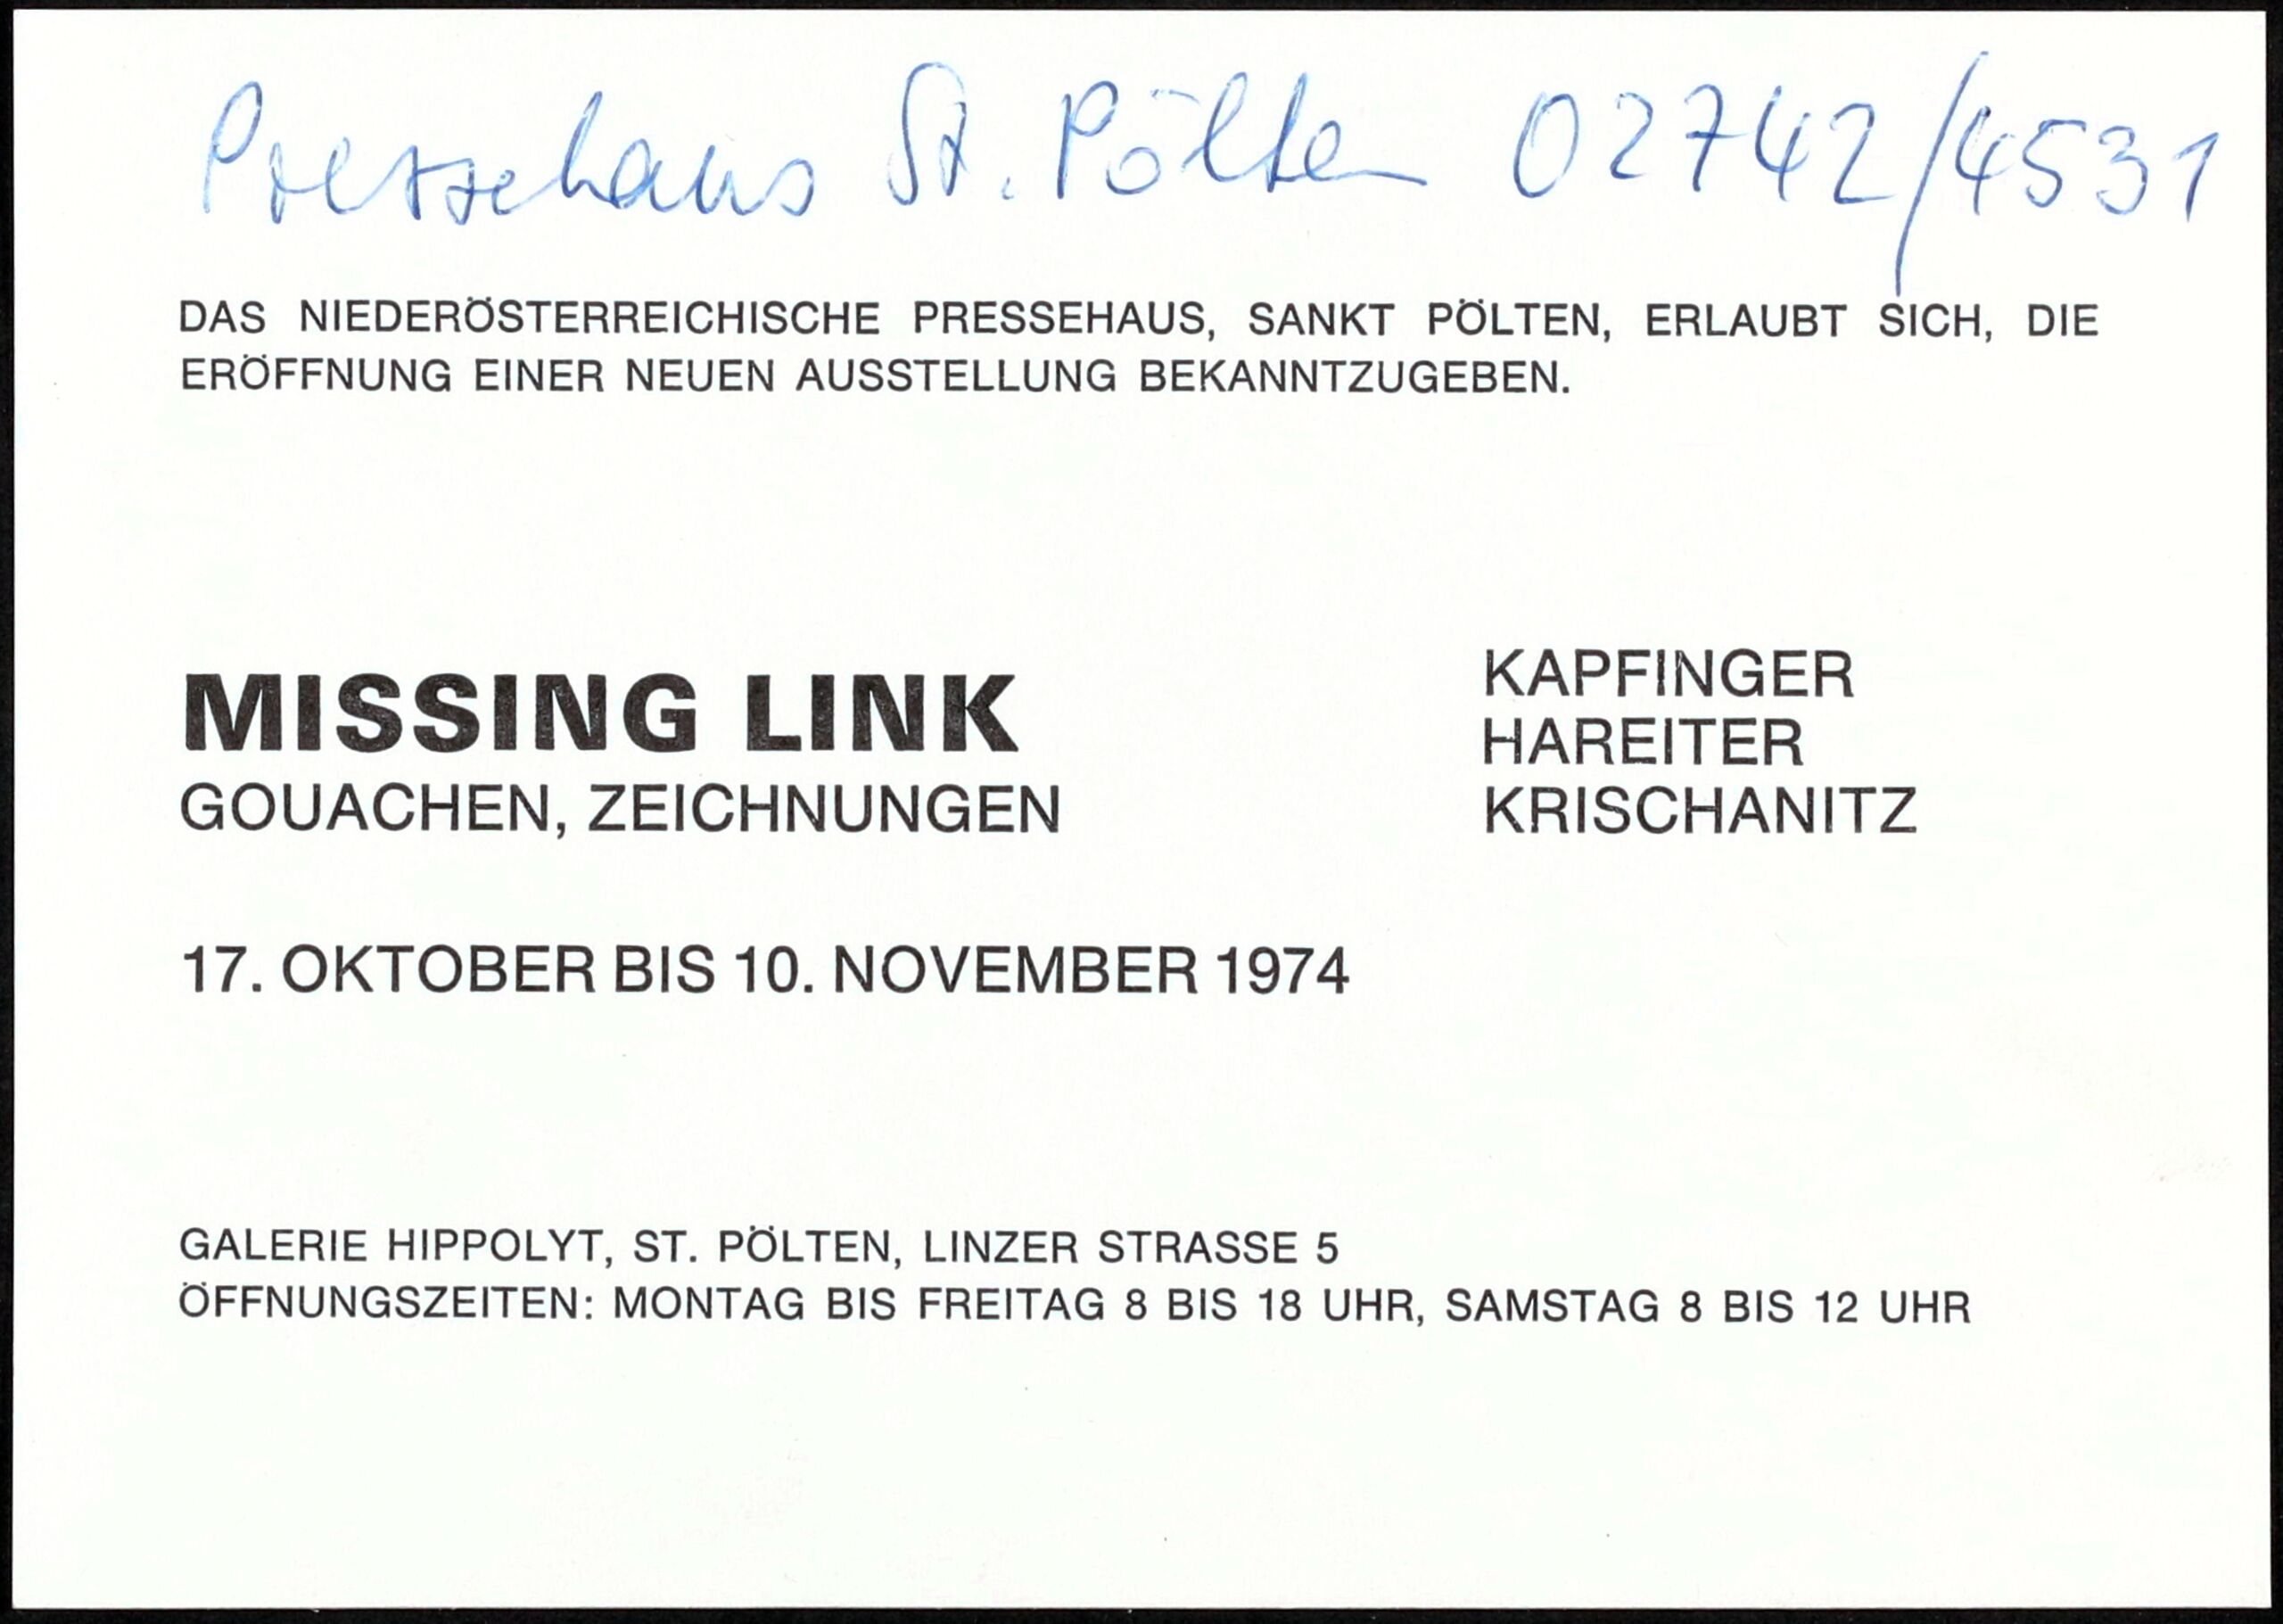 Pressehaus St. Pölten 02742/4531
DAS NIEDERÖSTERREICHISCHE PRESSEHAUS, SANKT PÖLTEN, ERLAUBT SICH, DIE
ERÖFFNUNG EINER NEUEN AUSSTELLUNG BEKANNTZUGEBEN.
MISSING LINK
GOUACHEN, ZEICHNUNGEN
KAPFINGER
HAREITER
KRISCHANITZ
17. OKTOBER BIS 10. NOVEMBER 1974
GALERIE HIPPOLYT, ST. PÖLTEN, LINZER STRASSE 5
ÖFFNUNGSZEITEN: MONTAG BIS FREITAG 8 BIS 18 UHR, SAMSTAG 8 BIS 12 UHR